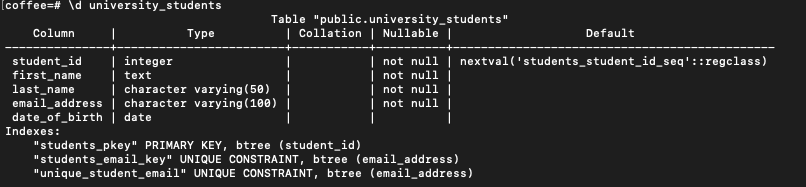 [coffee=# \d university_students
                                  Table "public.university_students"
    Column     |          Type          | Collation | Nullable |                    Default
---------------+------------------------+-----------+----------+-----------------------------------------------
 student_id    | integer                |           | not null | nextval('students_student_id_seq'::regclass)
 first_name    | text                   |           | not null |
 last_name     | character varying(50)  |           | not null |
 email_address | character varying(100) |           | not null |
 date_of_birth | date                   |           |          |
Indexes:
    "students_pkey" PRIMARY KEY, btree (student_id)
    "students_email_key" UNIQUE CONSTRAINT, btree (email_address)
    "unique_student_email" UNIQUE CONSTRAINT, btree (email_address)